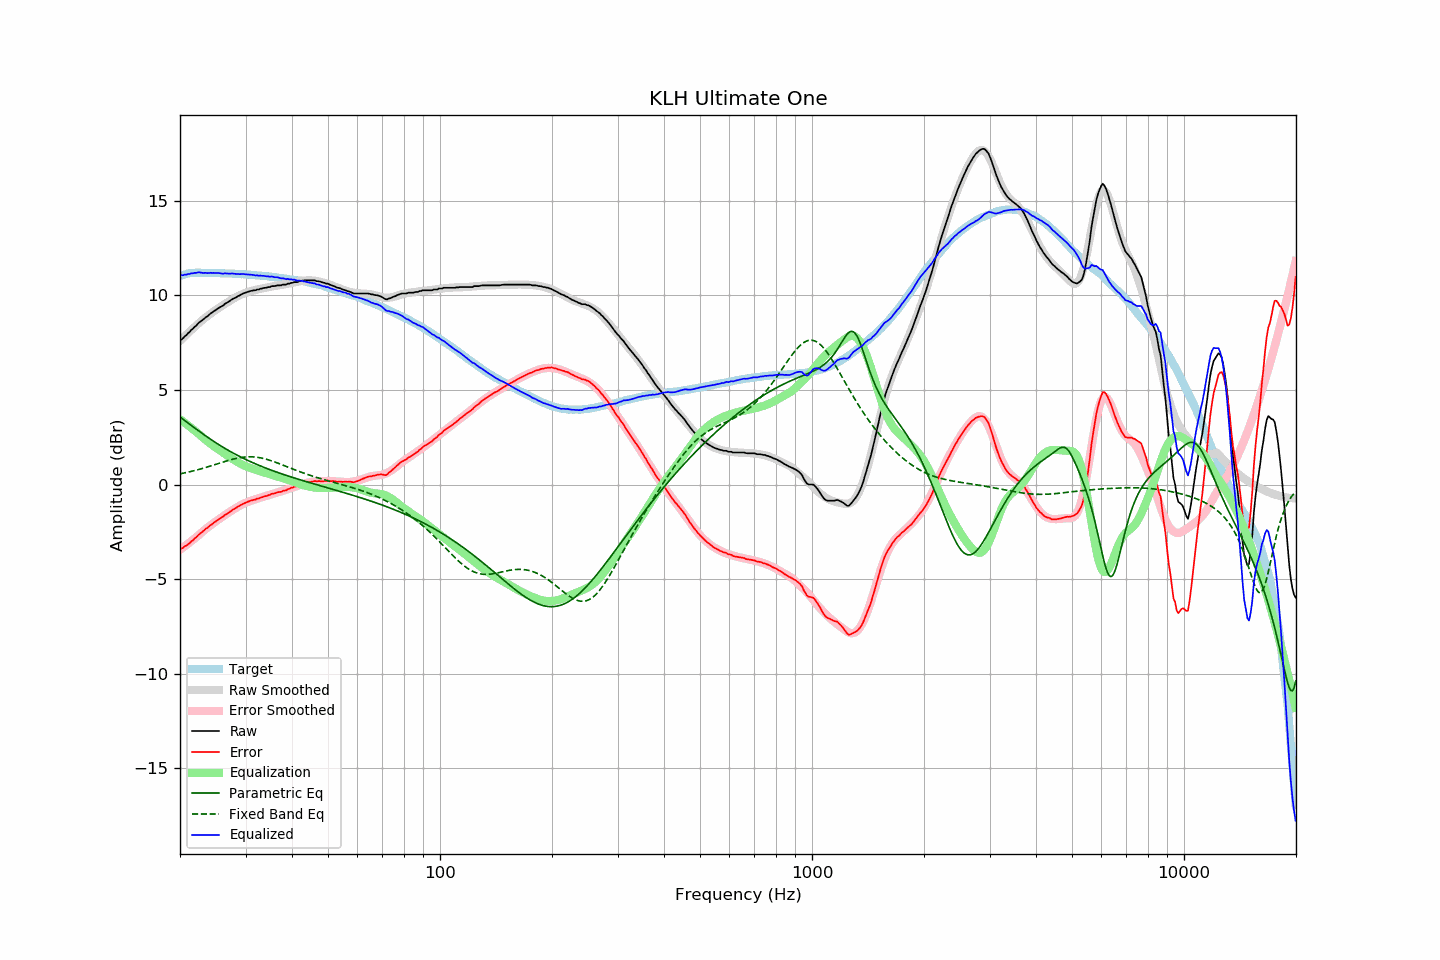 KLH Ultimate One
Amplitude (dBr)
15
10
5
0
−5
−10
−15
Target
Raw Smoothed
Error Smoothed
Raw
Error
Equalization
Parametric Eq
Fixed Band Eq
Equalized
100
1000
10000
Frequency (Hz)